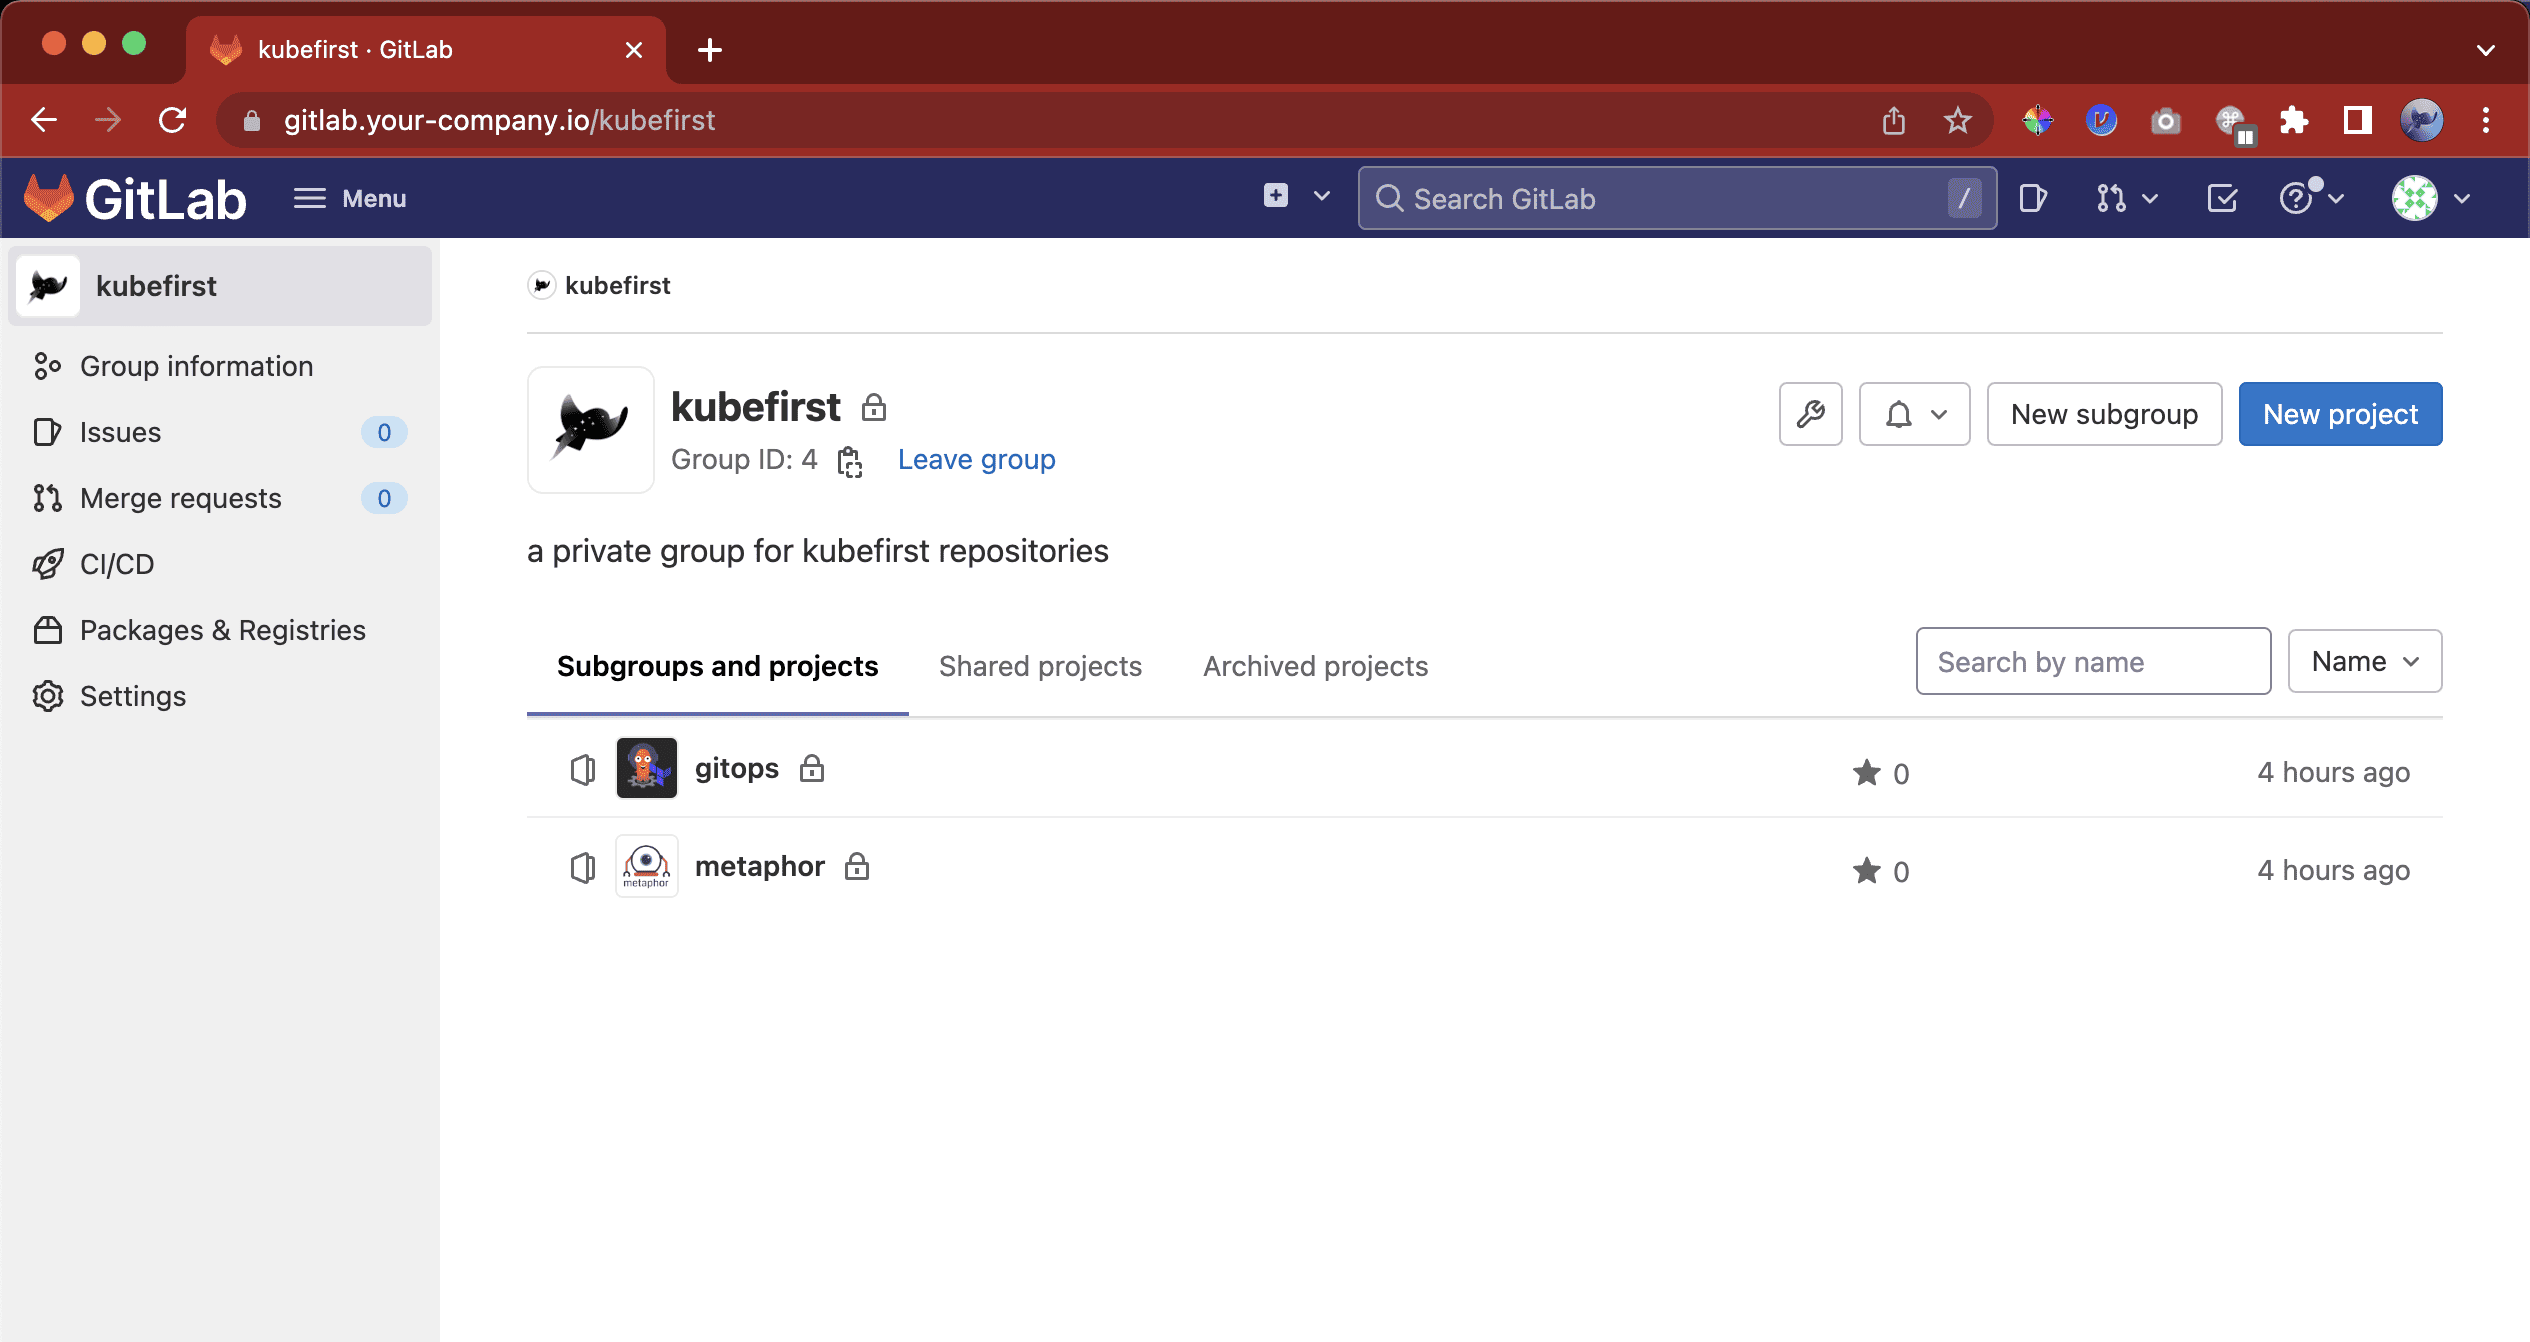 kubefirst · GitLab
gitlab.your-company.io/kubefirst
GitLab
Menu
Search GitLab
/
kubefirst
Group information
Issues 0
Merge requests 0
CI/CD
Packages & Registries
Settings
kubefirst
kubefirst
Group ID: 4 Leave group
New subgroup
New project
a private group for kubefirst repositories
Subgroups and projects Shared projects Archived projects
Search by name
Name
gitops 0 4 hours ago
metaphor
metaphor 0 4 hours ago